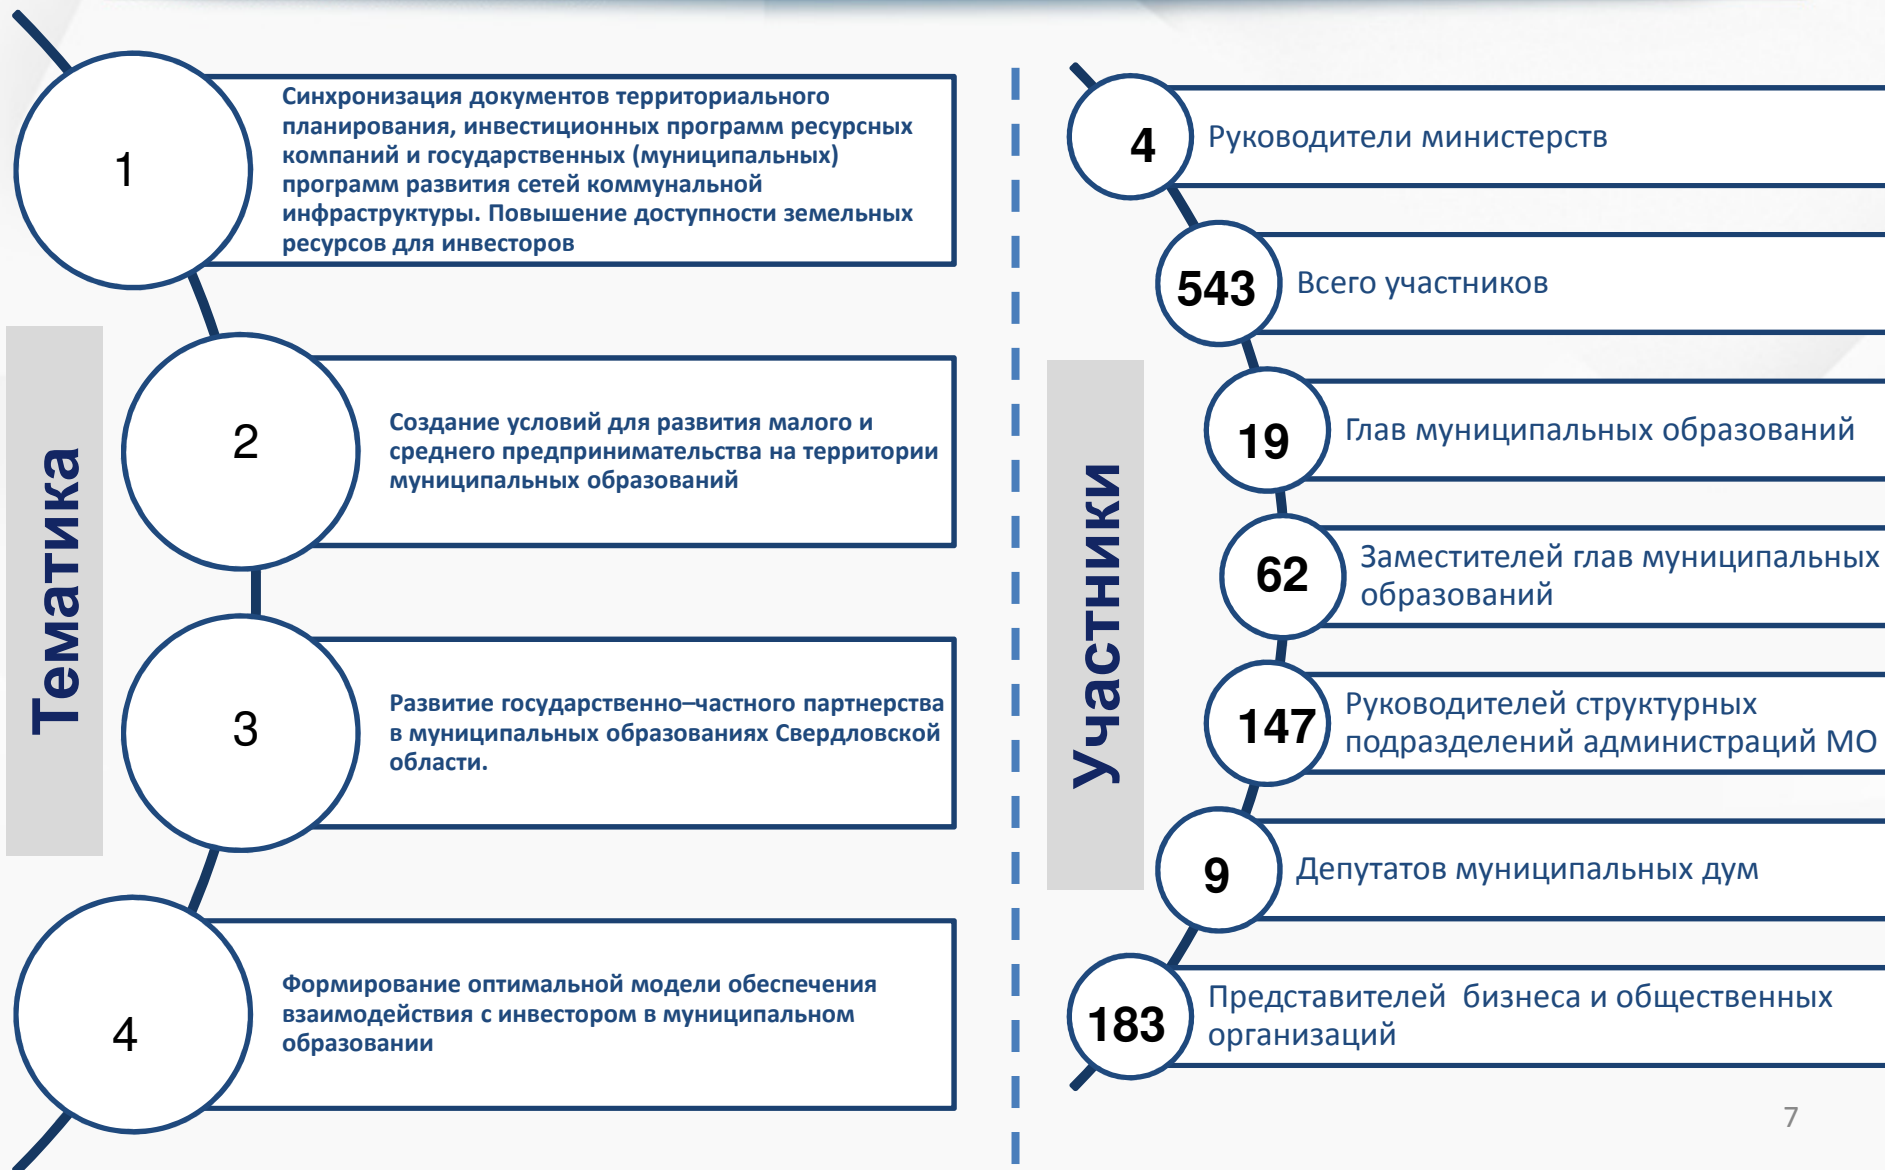 Тематика
1
Синхронизация документов территориального
планирования, инвестиционных программ ресурсных
компаний и государственных (муниципальных)
программ развития сетей коммунальной
инфраструктуры. Повышение доступности земельных
ресурсов для инвесторов
2
Создание условий для развития малого и
среднего предпринимательства на территории
муниципальных образований
3
Развитие государственно–частного партнерства
в муниципальных образованиях Свердловской
области.
4
Формирование оптимальной модели обеспечения
взаимодействия с инвестором в муниципальном
образовании
Участники
4
Руководители министерств
543
Всего участников
19
Глав муниципальных образований
62
Заместителей глав муниципальных
образований
147
Руководителей структурных
подразделений администраций МО
9
Депутатов муниципальных дум
183
Представителей бизнеса и общественных
организаций
7